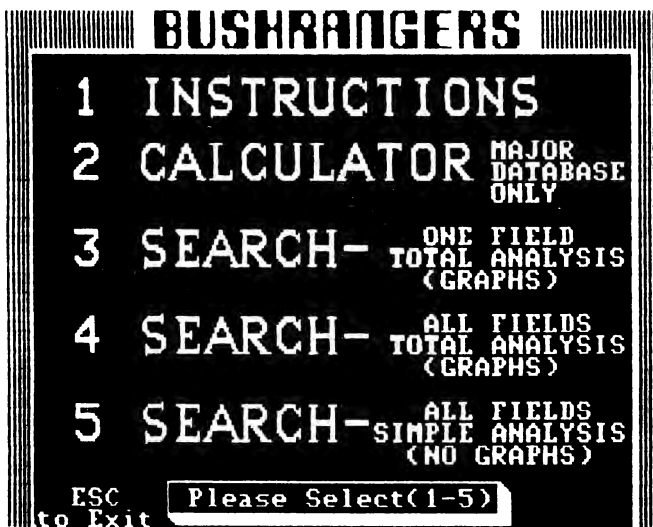 BUSHRANGERS
1 INSTRUCTIONS
2 CALCULATOR MAJOR
DATABASE
ONLY
3 SEARCH- ONE FIELD
TOTAL ANALYSIS
(GRAPHS)
4 SEARCH- ALL FIELDS
TOTAL ANALYSIS
(GRAPHS)
5 SEARCH- ALL FIELDS
SIMPLE ANALYSIS
(NO GRAPHS)
ESC
to Exit
Please Select(1-5)